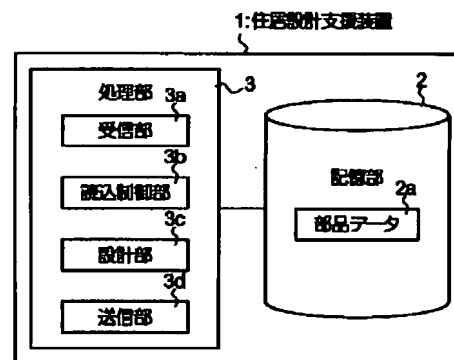 1:住居設計支援装置
3
処理部
3a
受信部
3b
読込制御部
3c
設計部
3d
送信部
2
記憶部
2a
部品データ